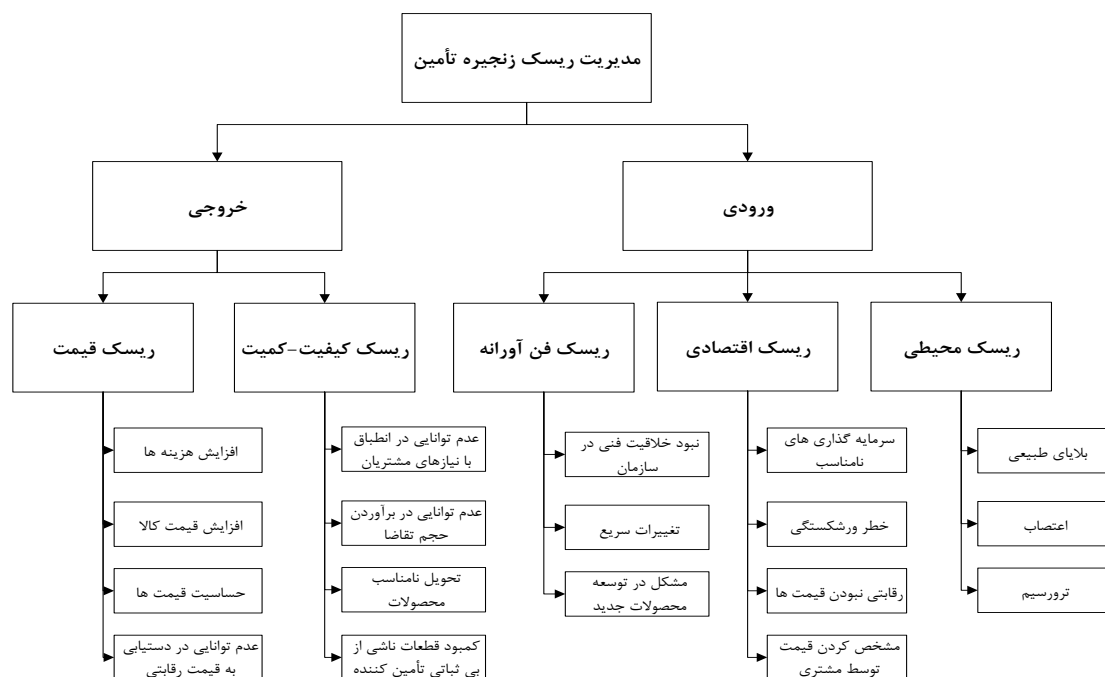 مدیریت ریسک زنجیره تأمین
ورودی
خروجی
ریسک محیطی
ریسک اقتصادی
ریسک فن آورانه
ریسک کیفیت-کمیت
ریسک قیمت
بلایای طبیعی
اعتصاب
ترورسیم
سرمایه گذاری های
نامناسب
خطر ورشکستگی
رقابتی نبودن قیمت ها
مشخص کردن قیمت
توسط مشتری
نبود خلاقیت فنی در
سازمان
تغییرات سریع
مشکل در توسعه
محصولات جدید
عدم توانایی در انطباق
با نیازهای مشتریان
عدم توانایی در برآوردن
حجم تقاضا
تحویل نامناسب
محصولات
کمبود قطعات ناشی از
بی ثباتی تأمین کننده
افزایش هزینه ها
افزایش قیمت کالا
حساسیت قیمت ها
عدم توانایی در دستیابی
به قیمت رقابتی